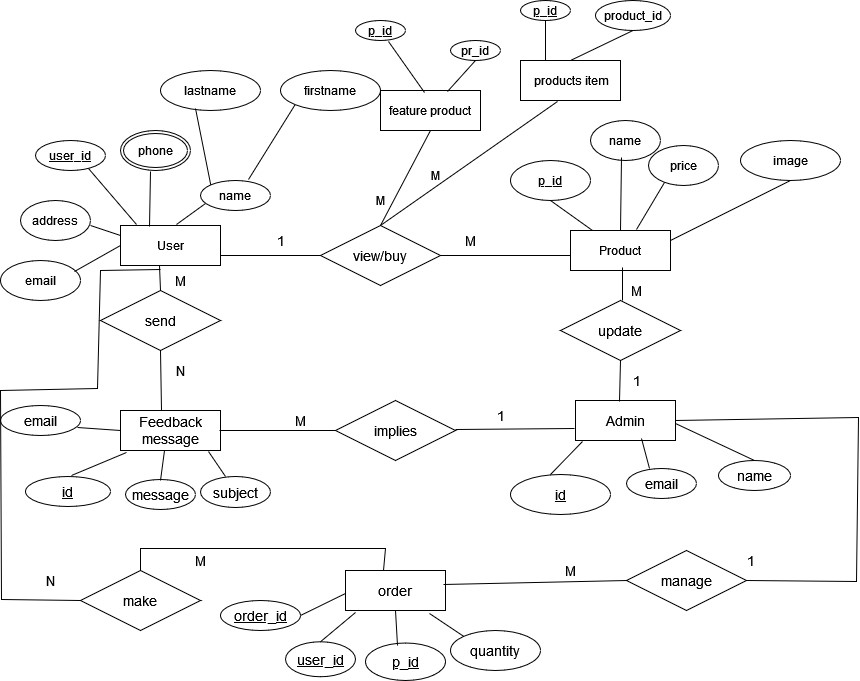 p_id
product_id
p_id
pr_id
products item
lastname
firstname
feature product
user_id
phone
name
price
image
M
p_id
name
address
M
User
1
view/buy
M
Product
email
M
M
send
update
N
1
email
Feedback
message
M
implies
1
Admin
id
message
subject
id
email
name
M
M
1
N
make
order
manage
order_id
user_id
p_id
quantity